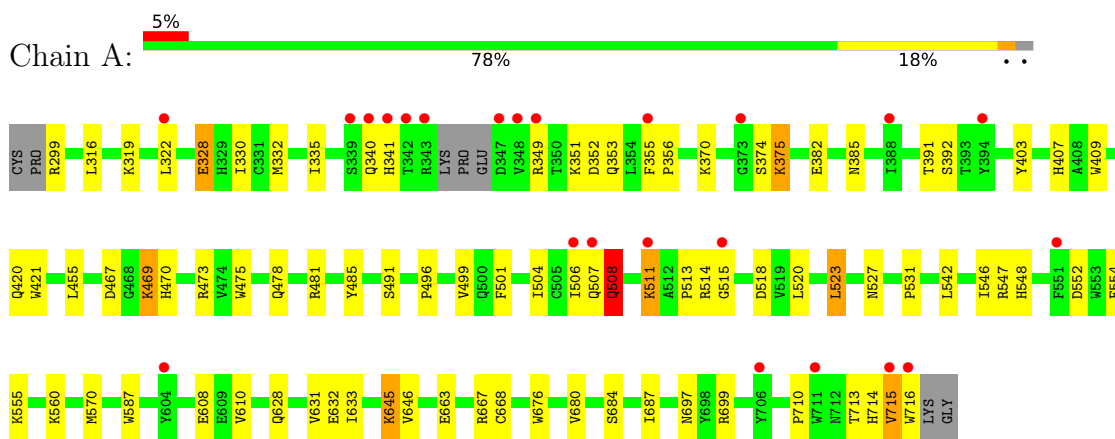 5%
Chain A:
78% 18% • •
CYS PRO R299 L316 K319 L322 E328 H329 I330 C331 M332 I335 S339 Q340 H341 T342 R343 LYS PRO GLU D347 V348 R349 T350 K351 D352 Q353 L354 F355 P356 K370 G373 S374 K375 E382 N385 I388 T391 S392 T393 Y394 Y403 H407 A408 W409
Q420 W421 L455 D467 G468 K469 H470 R473 V474 W475 Q478 R481 Y485 S491 P496 V499 Q500 F501 I504 C505 I506 Q507 Q508 K511 A512 P513 R514 G515 D518 V519 L520 L523 N527 P531 L542 I546 R547 H548 F551 D552 W553 E554
K555 K560 M570 W587 Y604 E608 E609 V610 Q628 V631 E632 I633 K645 V646 E663 R667 C668 W676 V680 S684 I687 N697 Y698 R699 Y706 P710 W711 N712 T713 H714 V715 W716 LYS GLY